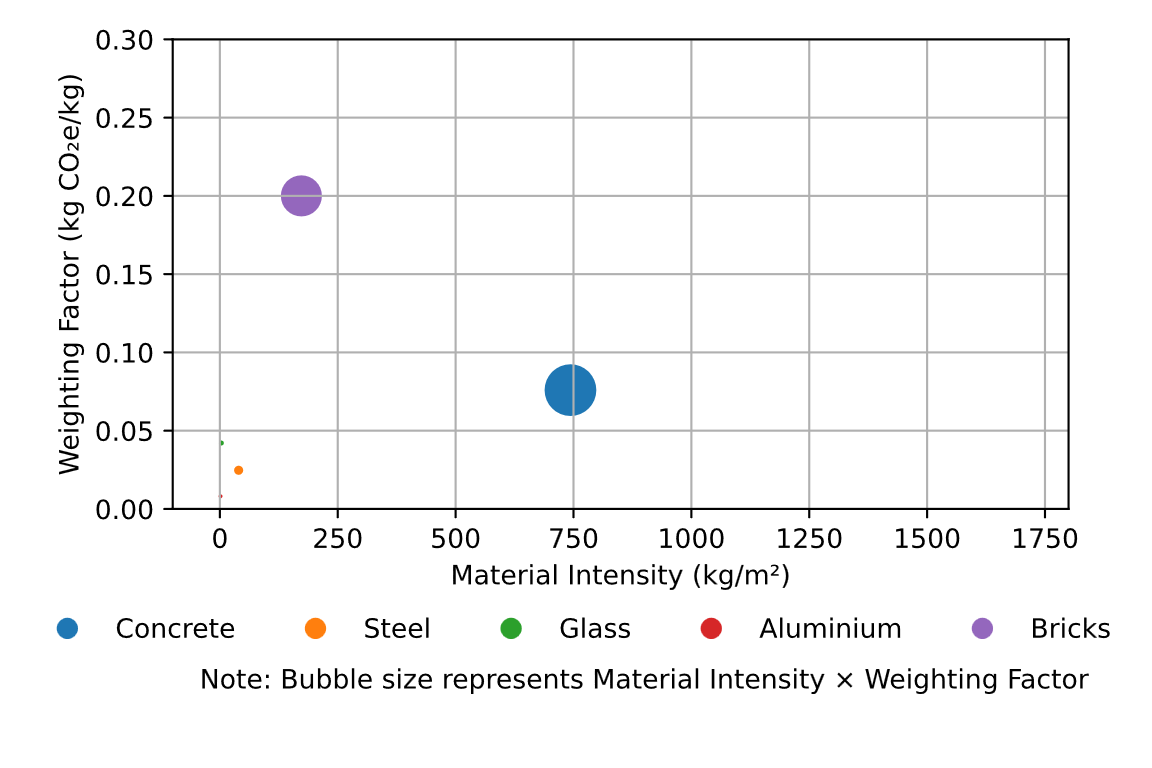 0.30
0.25
0.20
0.15
0.10
0.05
0.00
Weighting Factor (kg CO₂e/kg)
0 250 500 750 1000 1250 1500 1750
Material Intensity (kg/m²)
Concrete Steel Glass Aluminium Bricks
Note: Bubble size represents Material Intensity × Weighting Factor